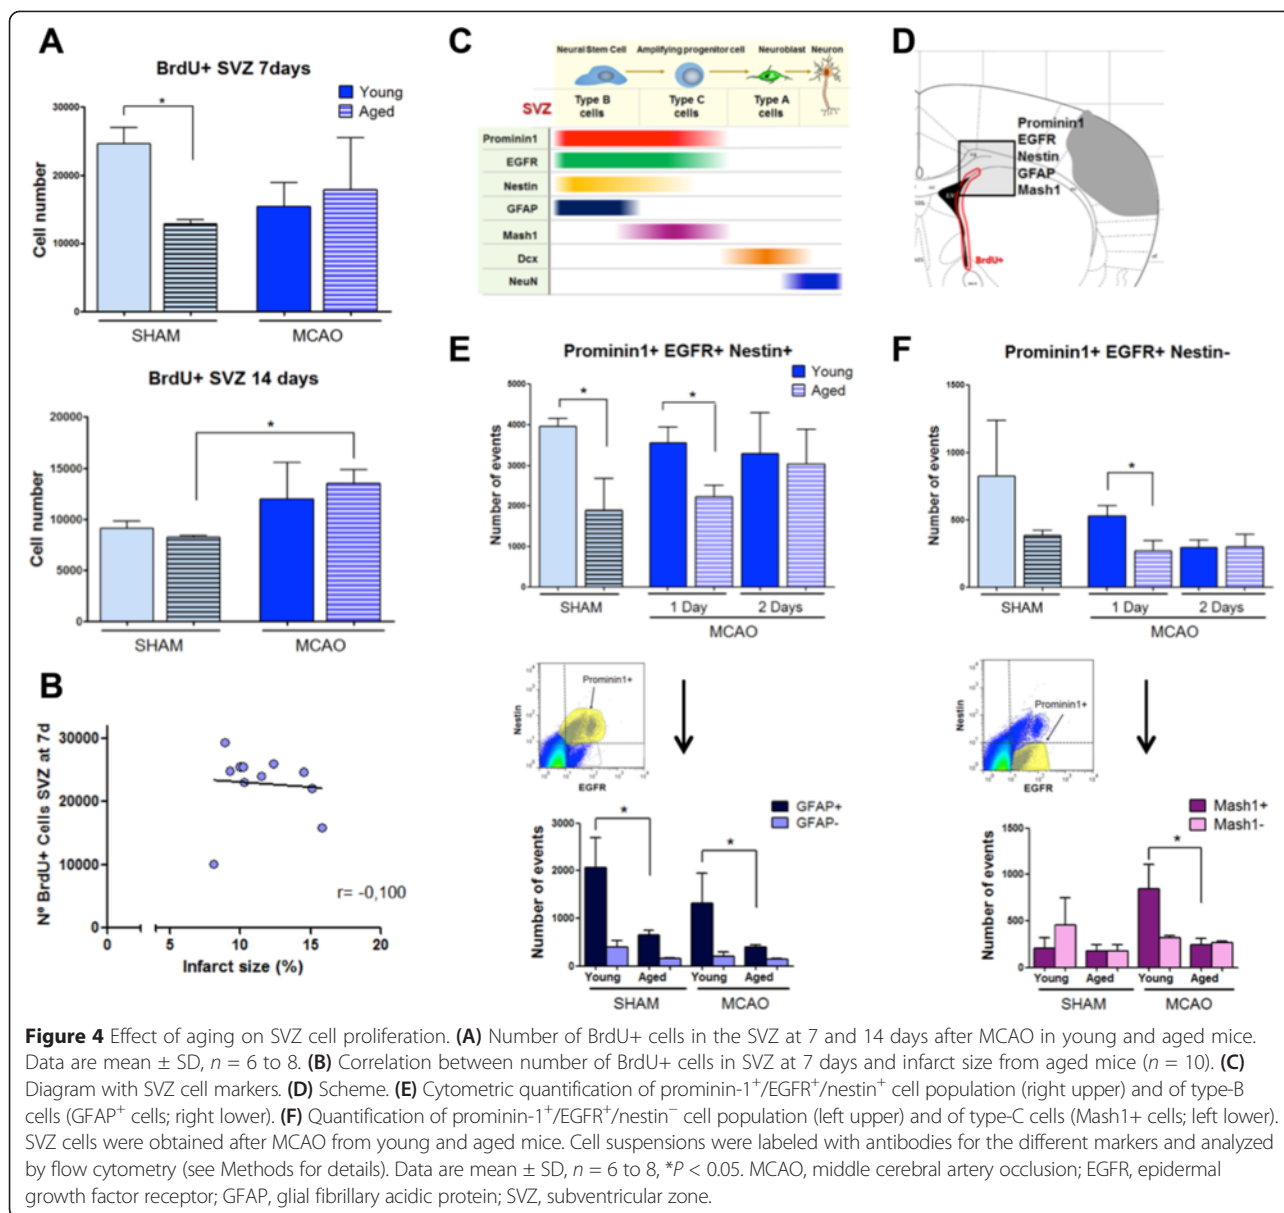 A
BrdU+ SVZ 7days
Young
Aged
*
Cell number
30000
20000
10000
0
SHAM
MCAO
BrdU+ SVZ 14 days
*
Cell number
20000
15000
10000
5000
0
SHAM
MCAO
B
Nº BrdU+ Cells SVZ at 7d
30000
20000
10000
0
0
5
10
15
20
r= -0,100
Infarct size (%)
C
Neural Stem Cell
Amplifying progenitor cell
Neuroblast
Neuron
SVZ
Type B cells
Type C cells
Type A cells
Prominin1
EGFR
Nestin
GFAP
Mash1
Dcx
NeuN
D
Prominin1
EGFR
Nestin
GFAP
Mash1
BrdU+
E
Prominin1+ EGFR+ Nestin+
Young
Aged
*
*
Number of events
5000
4000
3000
2000
1000
0
SHAM
1 Day
2 Days
MCAO
Prominin1+
Nestin
EGFR
GFAP+
GFAP-
*
*
Number of events
3000
2000
1000
0
Young
Aged
Young
Aged
SHAM
MCAO
F
Prominin1+ EGFR+ Nestin-
*
Number of events
1500
1000
500
0
SHAM
1 Day
2 Days
MCAO
Prominin1+
Nestin
EGFR
Mash1+
Mash1-
*
Number of events
1500
1000
500
0
Young
Aged
Young
Aged
SHAM
MCAO
Figure 4 Effect of aging on SVZ cell proliferation. (A) Number of BrdU+ cells in the SVZ at 7 and 14 days after MCAO in young and aged mice.
Data are mean ± SD, n = 6 to 8. (B) Correlation between number of BrdU+ cells in SVZ at 7 days and infarct size from aged mice (n = 10). (C)
Diagram with SVZ cell markers. (D) Scheme. (E) Cytometric quantification of prominin-1⁺/EGFR⁺/nestin⁺ cell population (right upper) and of type-B
cells (GFAP⁺ cells; right lower). (F) Quantification of prominin-1⁺/EGFR⁺/nestin⁻ cell population (left upper) and of type-C cells (Mash1+ cells; left lower).
SVZ cells were obtained after MCAO from young and aged mice. Cell suspensions were labeled with antibodies for the different markers and analyzed
by flow cytometry (see Methods for details). Data are mean ± SD, n = 6 to 8, *P < 0.05. MCAO, middle cerebral artery occlusion; EGFR, epidermal
growth factor receptor; GFAP, glial fibrillary acidic protein; SVZ, subventricular zone.